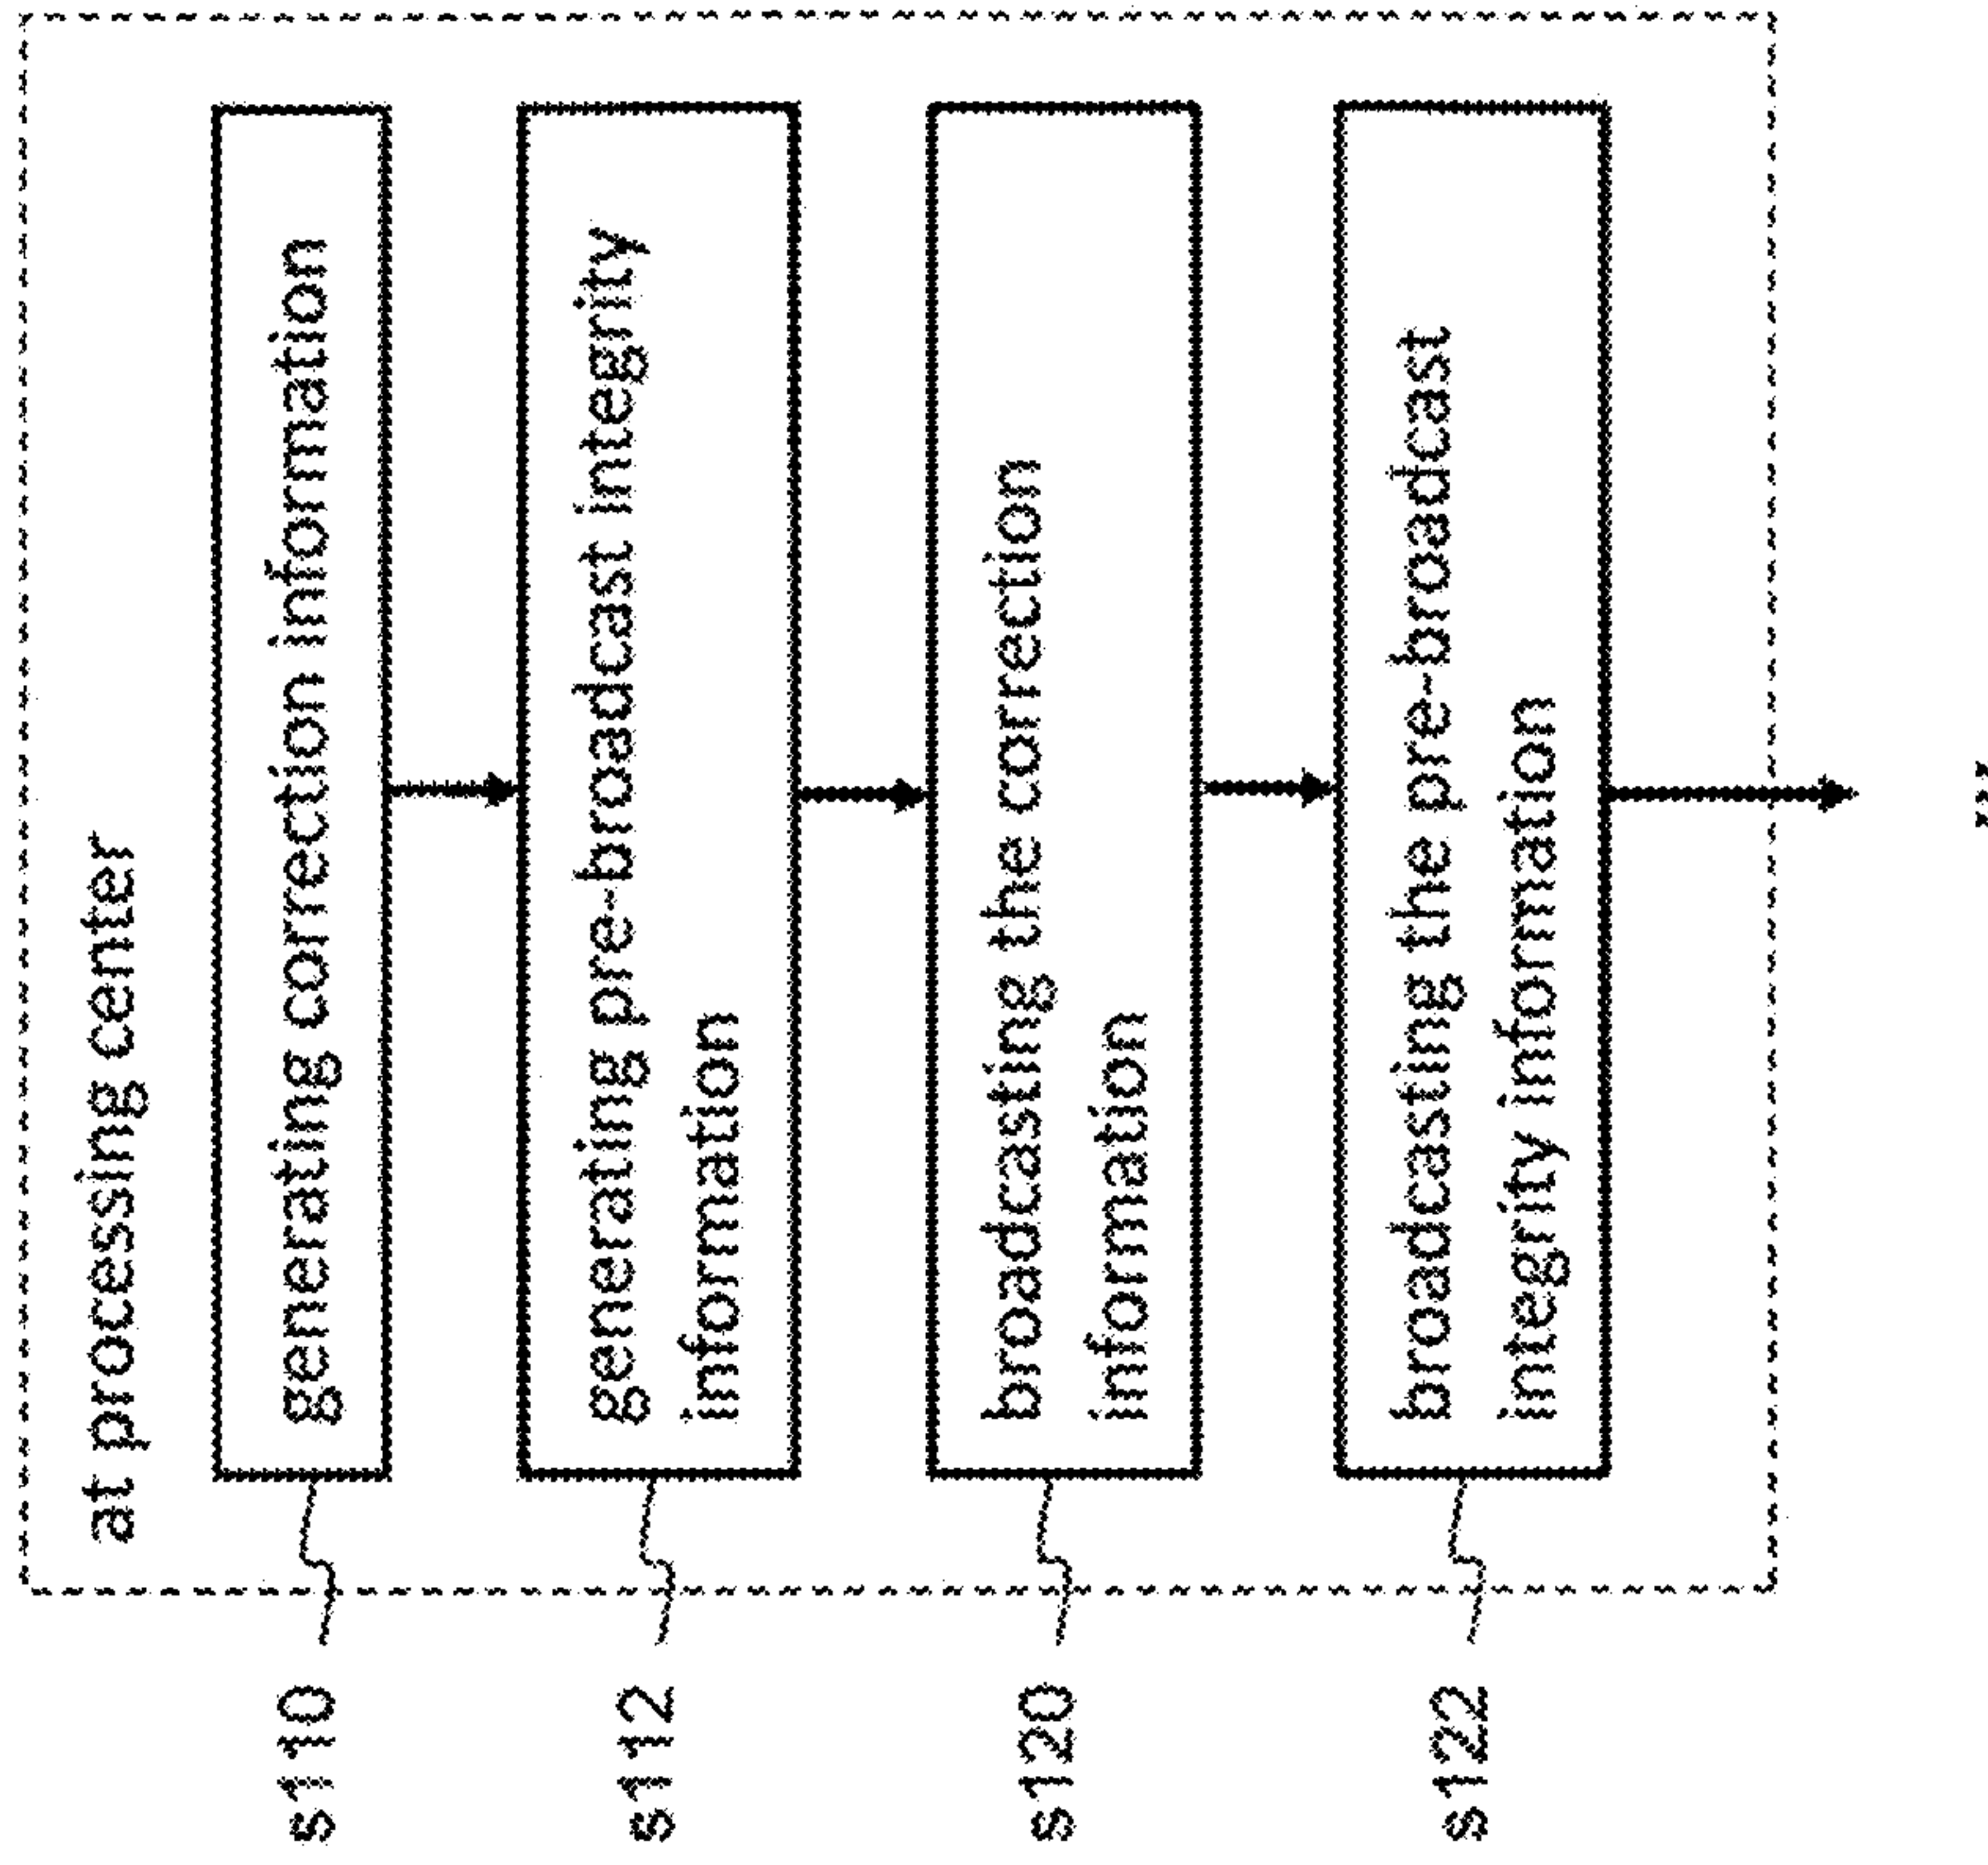 at processing center
s110
generating correction information
s112
generating pre-broadcast integrity
information
s120
broadcasting the correction
information
s122
broadcasting the pre-broadcast
integrity information
...